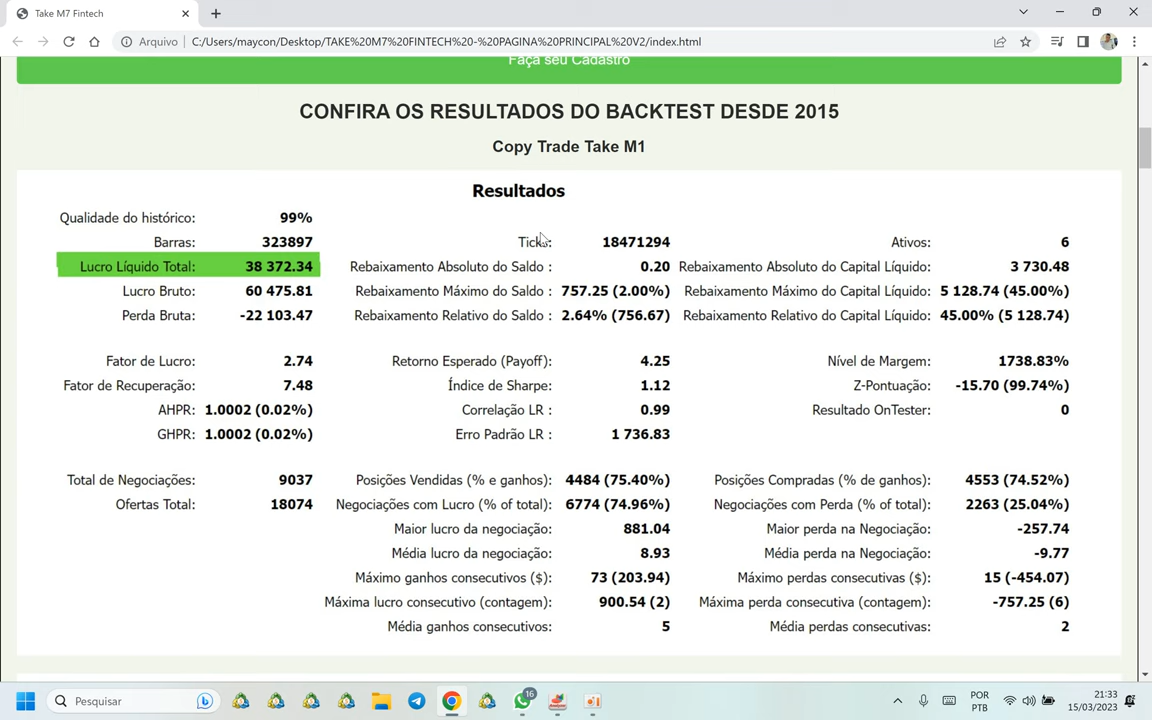 Take M7 Fintech
Arquivo C:/Users/maycon/Desktop/TAKE%20M7%20FINTECH%20-%20PAGINA%20PRINCIPAL%20V2/index.html
Faça seu Cadastro
CONFIRA OS RESULTADOS DO BACKTEST DESDE 2015
Copy Trade Take M1
Resultados
Qualidade do histórico: 99%
Barras: 323897 Ticks: 18471294 Ativos: 6
Lucro Líquido Total: 38 372.34 Rebaixamento Absoluto do Saldo : 0.20 Rebaixamento Absoluto do Capital Líquido: 3 730.48
Lucro Bruto: 60 475.81 Rebaixamento Máximo do Saldo : 757.25 (2.00%) Rebaixamento Máximo do Capital Líquido: 5 128.74 (45.00%)
Perda Bruta: -22 103.47 Rebaixamento Relativo do Saldo : 2.64% (756.67) Rebaixamento Relativo do Capital Líquido: 45.00% (5 128.74)
Fator de Lucro: 2.74 Retorno Esperado (Payoff): 4.25 Nível de Margem: 1738.83%
Fator de Recuperação: 7.48 Índice de Sharpe: 1.12 Z-Pontuação: -15.70 (99.74%)
AHPR: 1.0002 (0.02%) Correlação LR : 0.99 Resultado OnTester: 0
GHPR: 1.0002 (0.02%) Erro Padrão LR : 1 736.83
Total de Negociações: 9037 Posições Vendidas (% e ganhos): 4484 (75.40%) Posições Compradas (% de ganhos): 4553 (74.52%)
Ofertas Total: 18074 Negociações com Lucro (% of total): 6774 (74.96%) Negociações com Perda (% of total): 2263 (25.04%)
Maior lucro da negociação: 881.04 Maior perda na Negociação: -257.74
Média lucro da negociação: 8.93 Média perda na Negociação: -9.77
Máximo ganhos consecutivos ($): 73 (203.94) Máximo perdas consecutivas ($): 15 (-454.07)
Máxima lucro consecutivo (contagem): 900.54 (2) Máxima perda consecutiva (contagem): -757.25 (6)
Média ganhos consecutivos: 5 Média perdas consecutivas: 2
Pesquisar 16 POR 21:33
PTB 15/03/2023